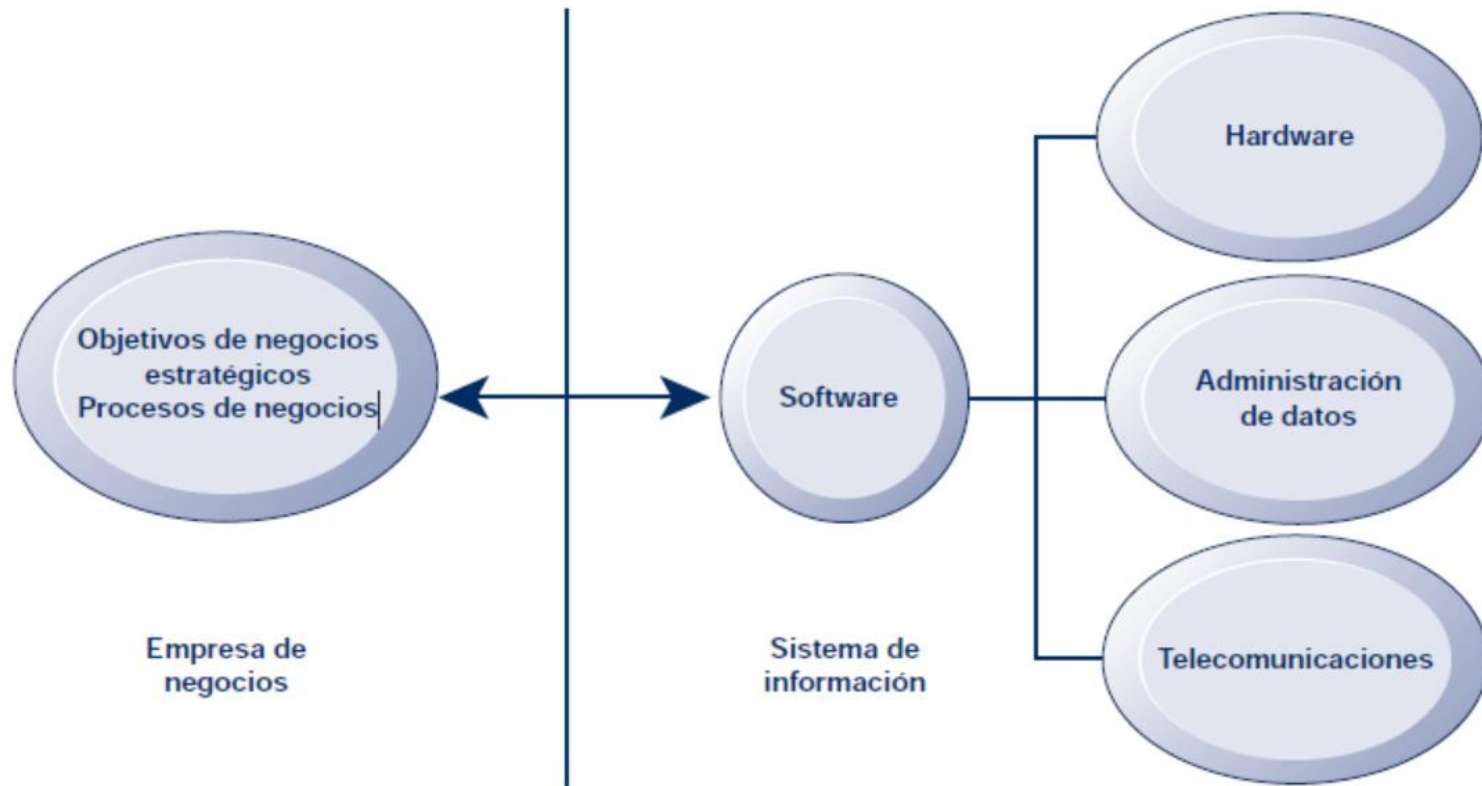 Objetivos de negocios
estratégicos
Procesos de negocios
Empresa de
negocios
Software
Sistema de
información
Hardware
Administración
de datos
Telecomunicaciones